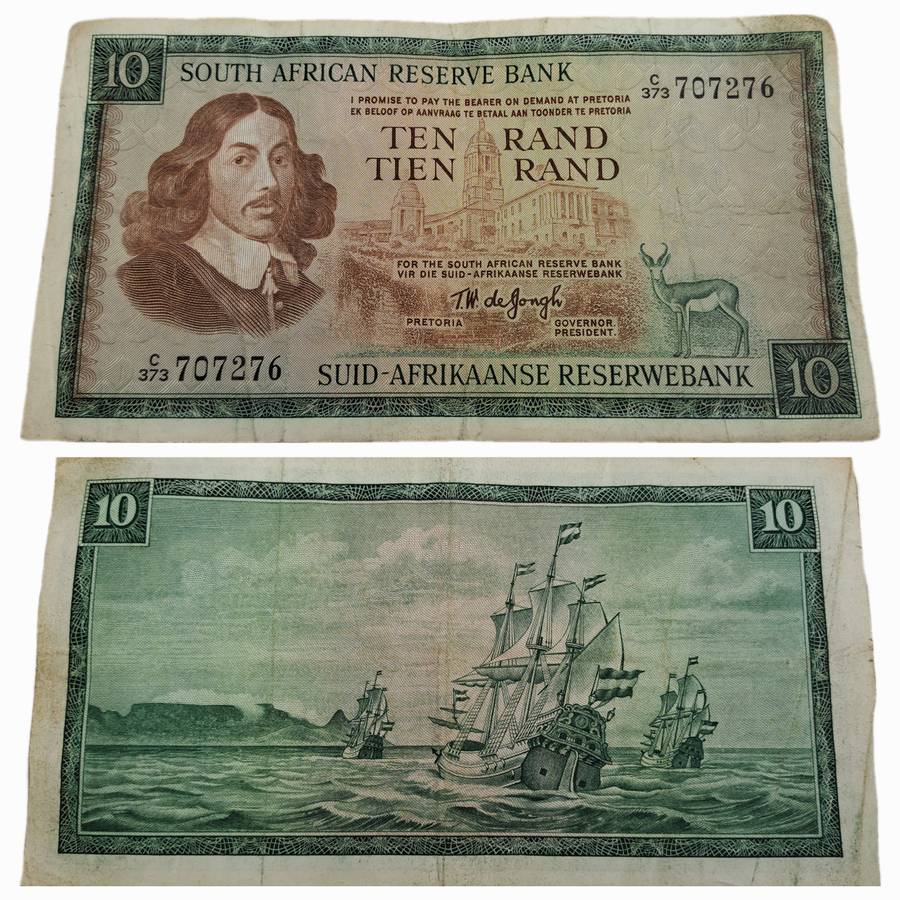 10
SOUTH AFRICAN RESERVE BANK
C/373 707276
I PROMISE TO PAY THE BEARER ON DEMAND AT PRETORIA
EK BELOOF OP AANVRAAG TE BETAAL AAN TOONDER TE PRETORIA
TEN RAND
TIEN RAND
FOR THE SOUTH AFRICAN RESERVE BANK
VIR DIE SUID-AFRIKAANSE RESERWEBANK
T.W. de Jongh
PRETORIA GOVERNOR.
PRESIDENT.
C/373 707276
SUID-AFRIKAANSE RESERWEBANK
10
10
10